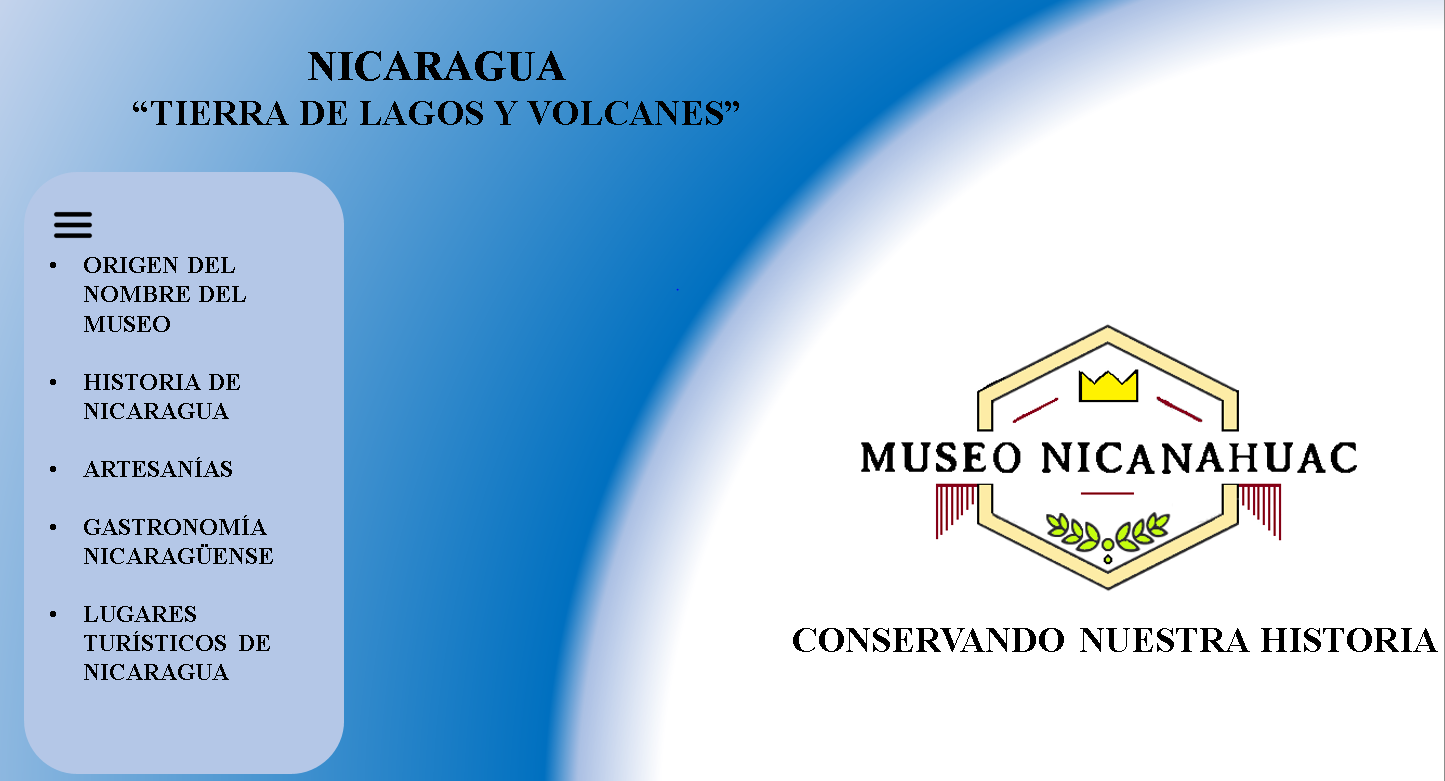 NICARAGUA
“TIERRA DE LAGOS Y VOLCANES”
• ORIGEN DEL
NOMBRE DEL
MUSEO
• HISTORIA DE
NICARAGUA
• ARTESANÍAS
• GASTRONOMÍA
NICARAGÜENSE
• LUGARES
TURÍSTICOS DE
NICARAGUA
MUSEO NICANAHUAC
CONSERVANDO NUESTRA HISTORIA